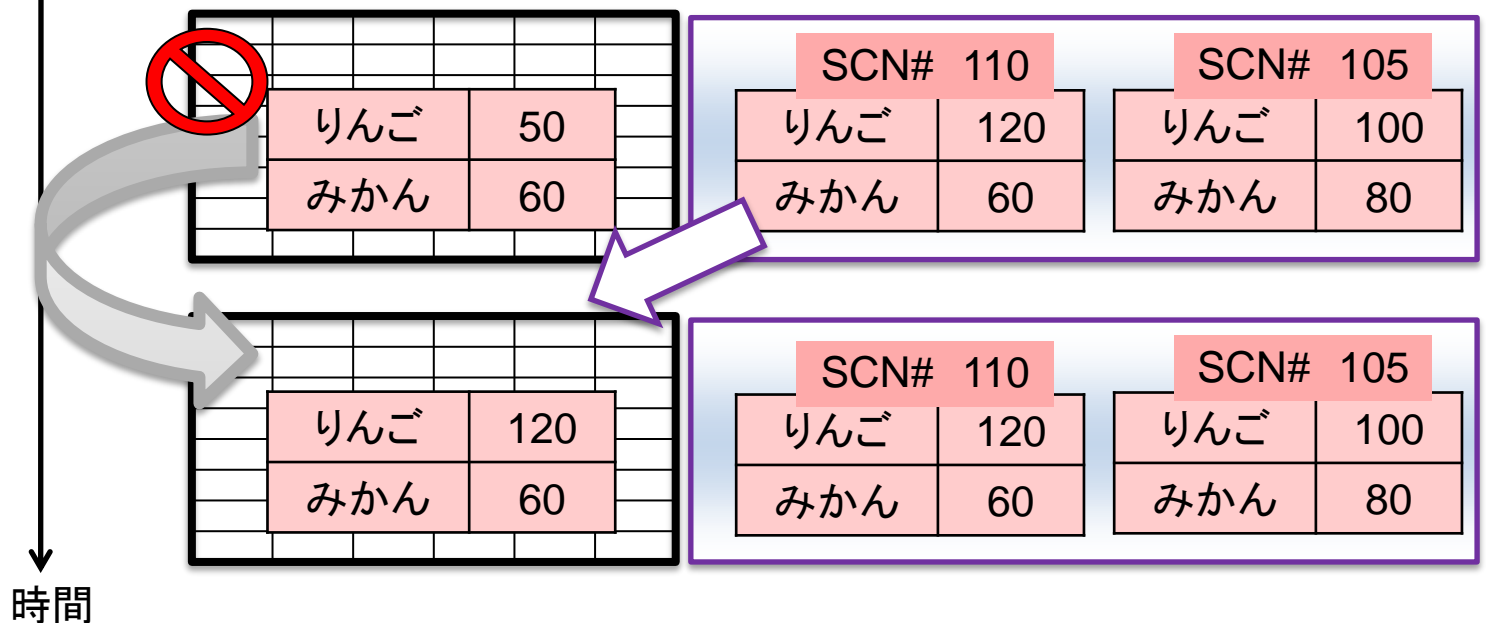 SCN# 110 SCN# 105
りんご 50 りんご 120 りんご 100
みかん 60 みかん 60 みかん 80
SCN# 110 SCN# 105
りんご 120 りんご 120 りんご 100
みかん 60 みかん 60 みかん 80
時間